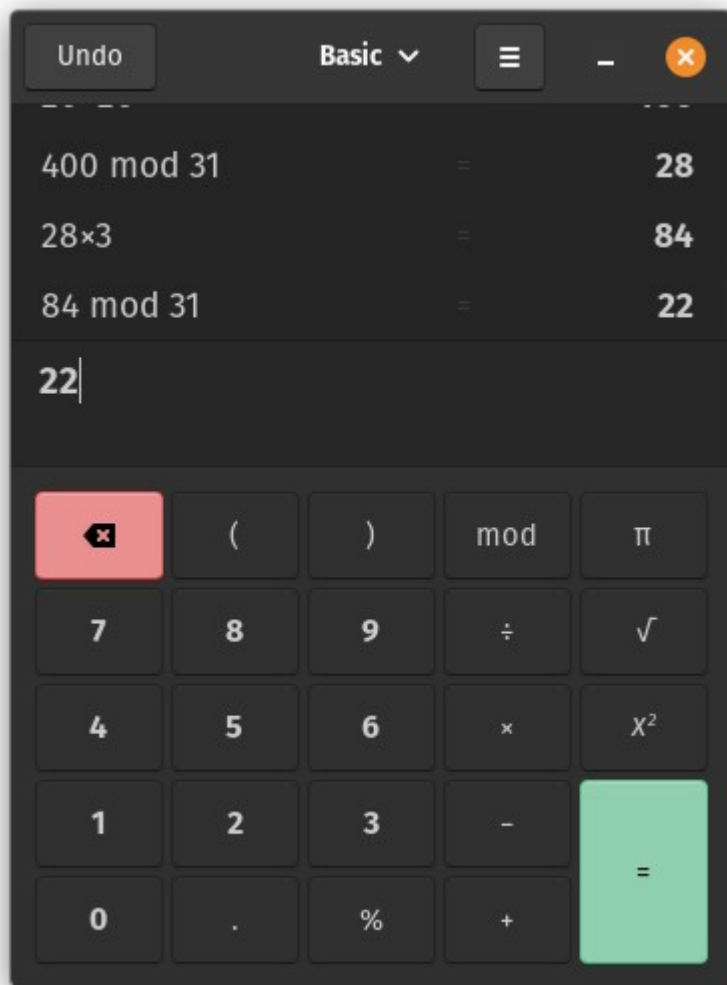 Undo Basic
400 mod 31 = 28
28×3 = 84
84 mod 31 = 22
22
( ) mod π
7 8 9 ÷ √
4 5 6 × X²
1 2 3 −
=
0 . % +